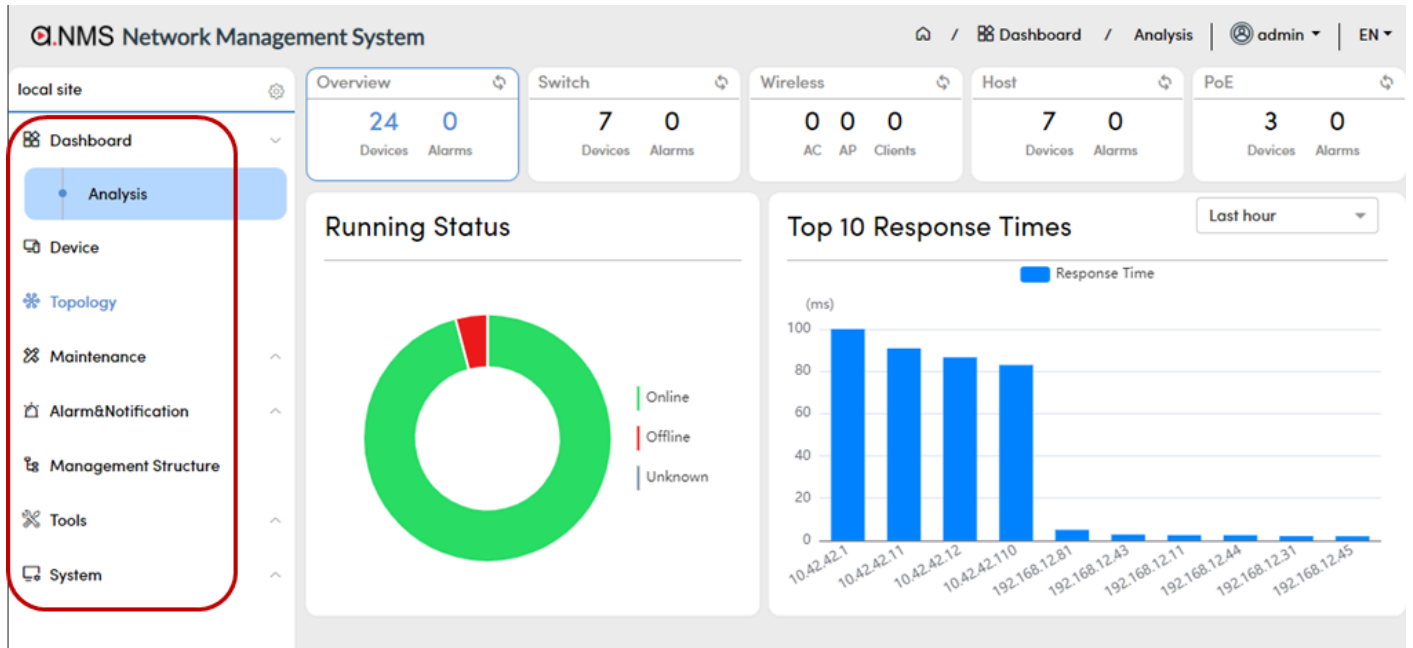 a.NMS Network Management System
/ Dashboard / Analysis | admin | EN
local site
Dashboard
Analysis
Device
Topology
Maintenance
Alarm&Notification
Management Structure
Tools
System
Overview
24 0
Devices Alarms
Switch
7 0
Devices Alarms
Wireless
0 0 0
AC AP Clients
Host
7 0
Devices Alarms
PoE
3 0
Devices Alarms
Running Status
Online
Offline
Unknown
Top 10 Response Times
Last hour
Response Time
(ms)
100
80
60
40
20
0
10.42.42.1
10.42.42.11
10.42.42.12
10.42.42.110
192.168.12.81
192.168.12.43
192.168.12.11
192.168.12.44
192.168.12.31
192.168.12.45